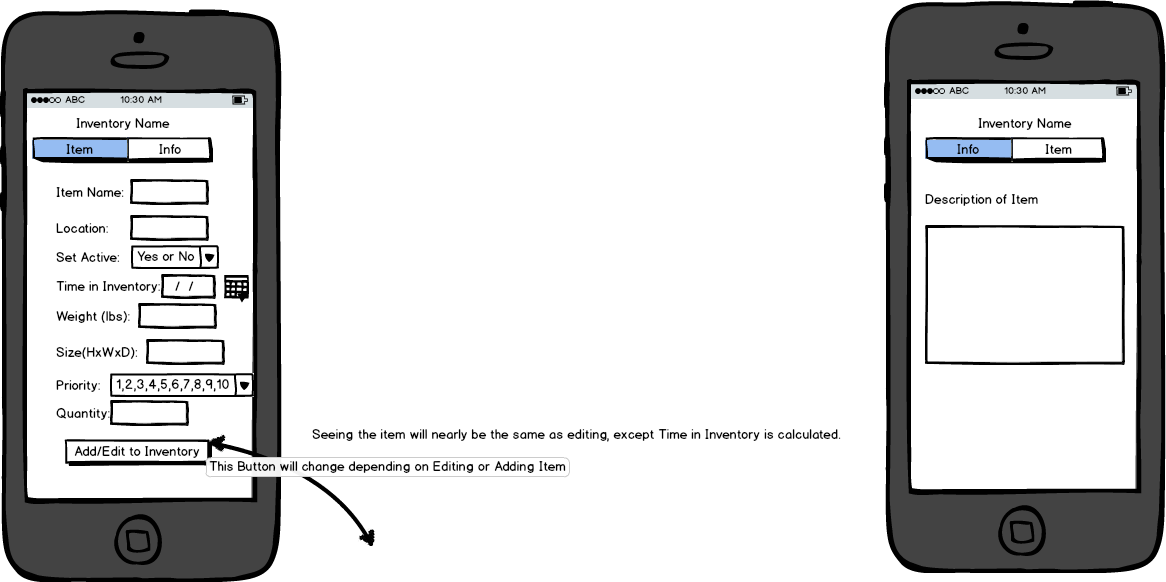 ABC 10:30 AM
Inventory Name
Item Info
Item Name:
Location:
Set Active: Yes or No
Time in Inventory: / /
Weight (lbs):
Size(HxWxD):
Priority: 1,2,3,4,5,6,7,8,9,10
Quantity:
Add/Edit to Inventory
Seeing the item will nearly be the same as editing, except Time in Inventory is calculated.
This Button will change depending on Editing or Adding Item
ABC 10:30 AM
Inventory Name
Info Item
Description of Item